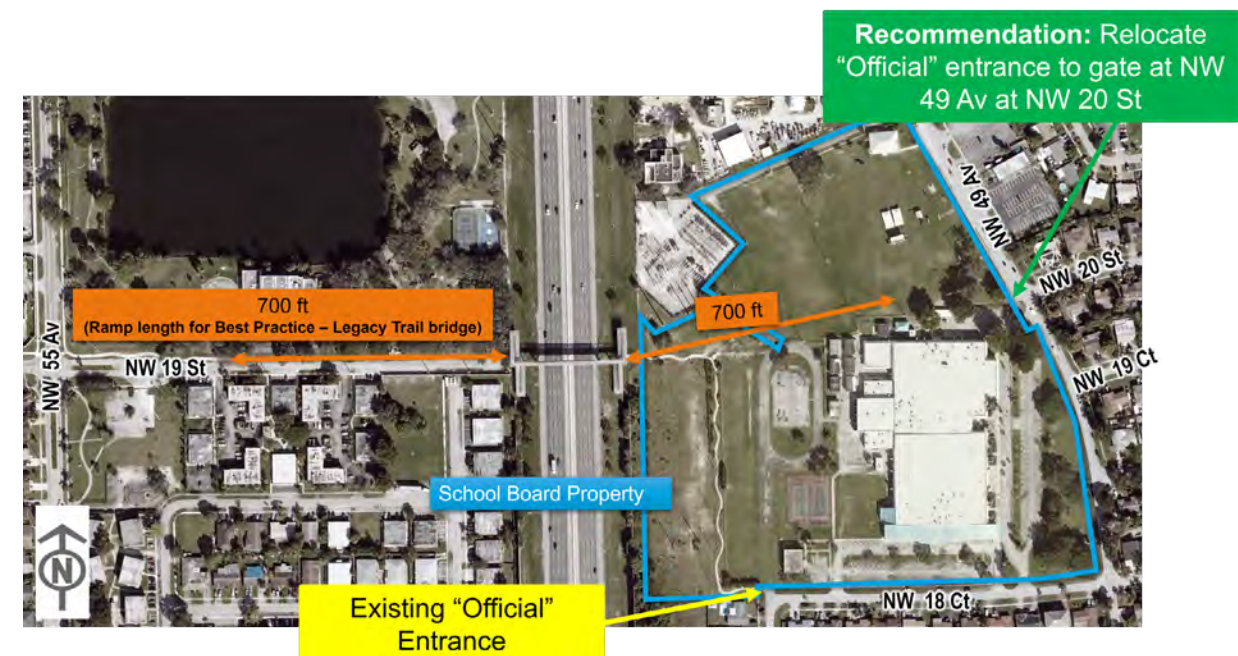 Recommendation: Relocate
“Official” entrance to gate at NW
49 Av at NW 20 St
NW 49 Av
NW 20 St
700 ft
(Ramp length for Best Practice – Legacy Trail bridge)
700 ft
NW 55 Av
NW 19 St
NW 19 Ct
School Board Property
N
Existing “Official”
Entrance
NW 18 Ct